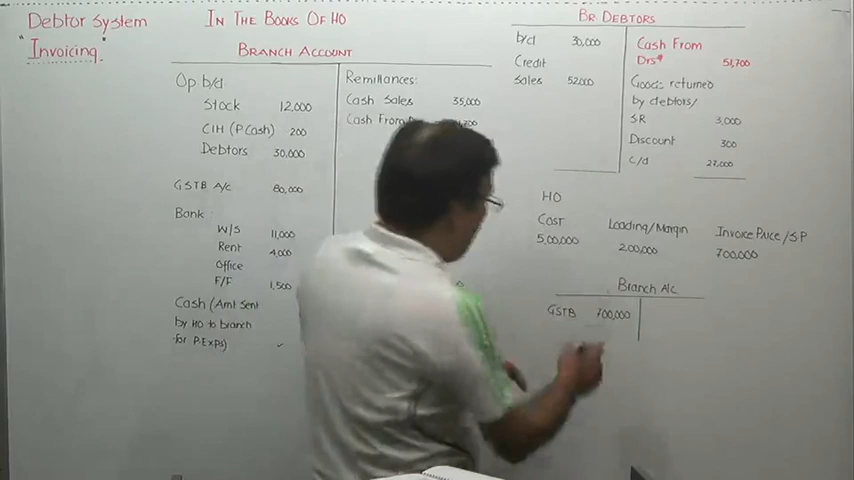 Debtor System
"Invoicing"
In The Books Of HO
Branch Account
Op b/d
Stock 12,000
CIH (P.Cash) 200
Debtors 30,000
GSTB A/c 80,000
Bank:
W/S 11,000
Rent 4,000
Office
F/F 1,500
Cash (Amt Sent
by HO to branch
for P.Exps) ✓
Remittances:
Cash Sales 35,000
Cash From
Br Debtors
b/d 30,000
Credit
Sales 52,000
Cash From
Drs 51,700
Goods returned
by debtors/
SR 3,000
Discount 300
c/d 27,000
HO
Cost Loading/Margin Invoice Price/SP
5,00,000 2,00,000 700,000
Branch A/c
GSTB 700,000